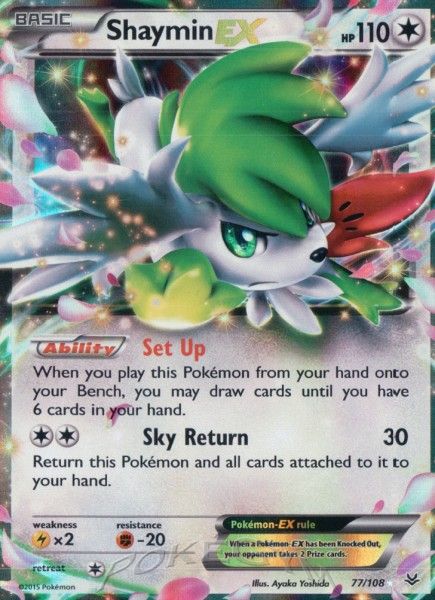 BASIC
Shaymin EX HP 110
Ability Set Up
When you play this Pokémon from your hand onto
your Bench, you may draw cards until you have
6 cards in your hand.
Sky Return 30
Return this Pokémon and all cards attached to it to
your hand.
weakness resistance
×2 -20
retreat
Pokémon-EX rule
When a Pokémon-EX has been Knocked Out,
your opponent takes 2 Prize cards.
©2015 Pokémon
Illus. Ayaka Yoshida 77/108